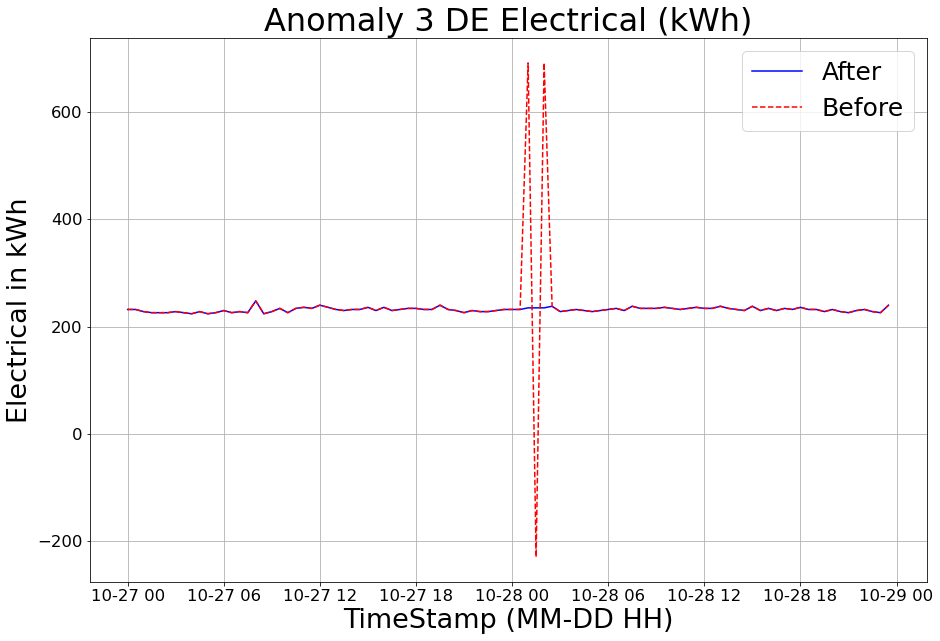 Anomaly 3 DE Electrical (kWh)
After
Before
600
400
200
0
−200
Electrical in kWh
10-27 00 10-27 06 10-27 12 10-27 18 10-28 00 10-28 06 10-28 12 10-28 18 10-29 00
TimeStamp (MM-DD HH)